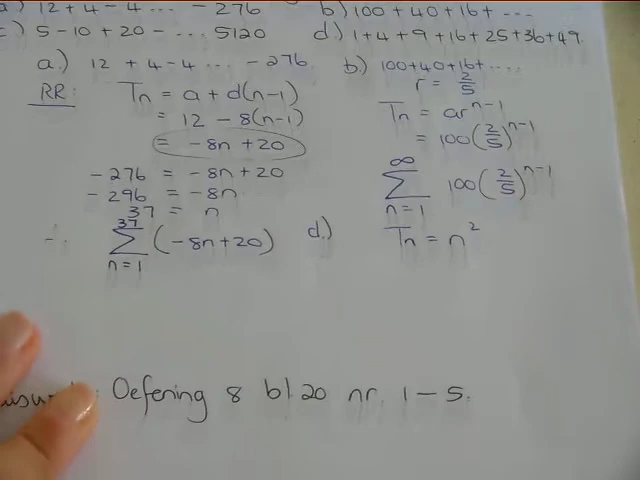 a) 12 + 4 - 4 ... - 276 b) 100 + 40 + 16 + ...
c) 5 - 10 + 20 - ... 5120 d) 1 + 4 + 9 + 16 + 25 + 36 + 49
a.) 12 + 4 - 4 ... - 276.
RR: Tn = a + d(n-1)
= 12 - 8(n-1)
= -8n + 20
-276 = -8n + 20
-296 = -8n
37 = n
∴ 37 ∑ n=1 (-8n+20)
b.) 100+40+16+....
r = 2/5
Tn = ar^n-1
= 100(2/5)^n-1
∞ ∑ n=1 100(2/5)^n-1
d.) Tn = n²
Oefening 8 bl 20 nr. 1 - 5.